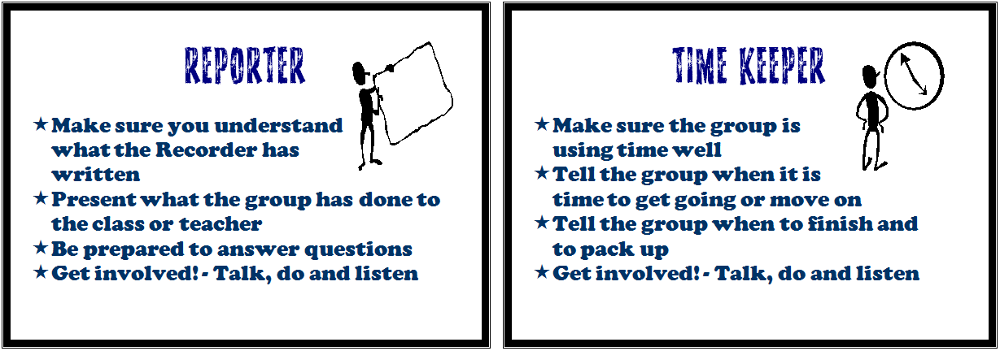 REPORTER
★Make sure you understand
what the Recorder has
written
★Present what the group has done to
the class or teacher
★Be prepared to answer questions
★Get involved! - Talk, do and listen
TIME KEEPER
★Make sure the group is
using time well
★Tell the group when it is
time to get going or move on
★Tell the group when to finish and
to pack up
★Get involved! - Talk, do and listen